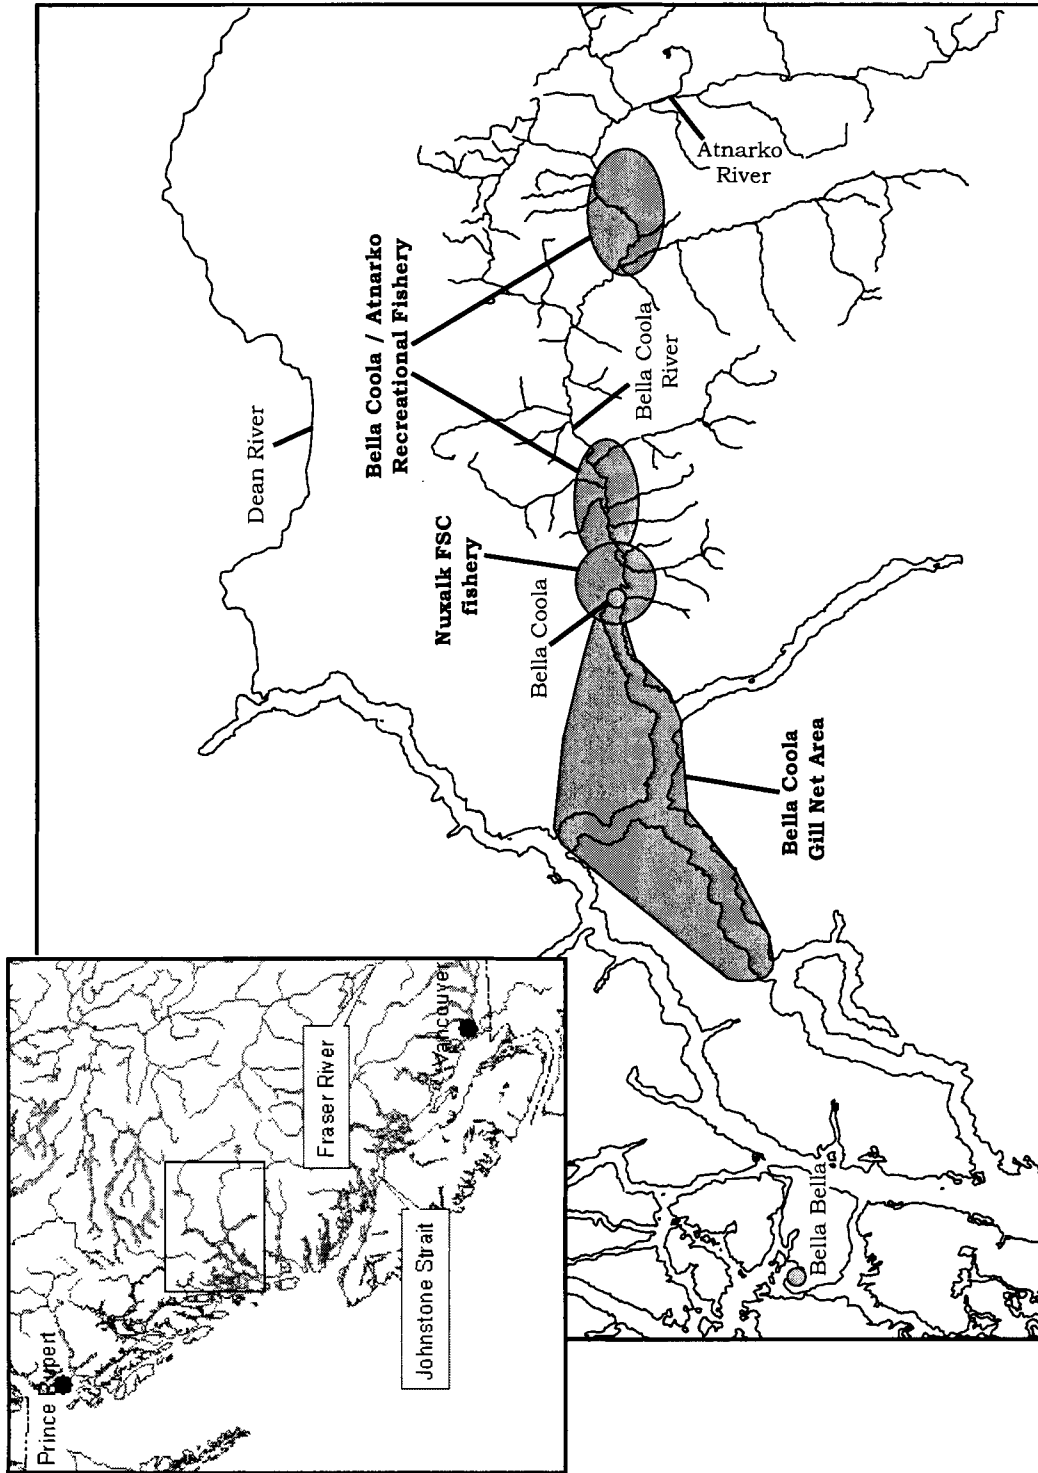 Dean River
Bella Coola / Atnarko
Recreational Fishery
Nuxalk FSC
fishery
Bella Coola
Bella Coola
River
Atnarko
River
Bella Coola
Gill Net Area
Bella Bella
Prince Rupert
Fraser River
Vancouver
Johnstone Strait